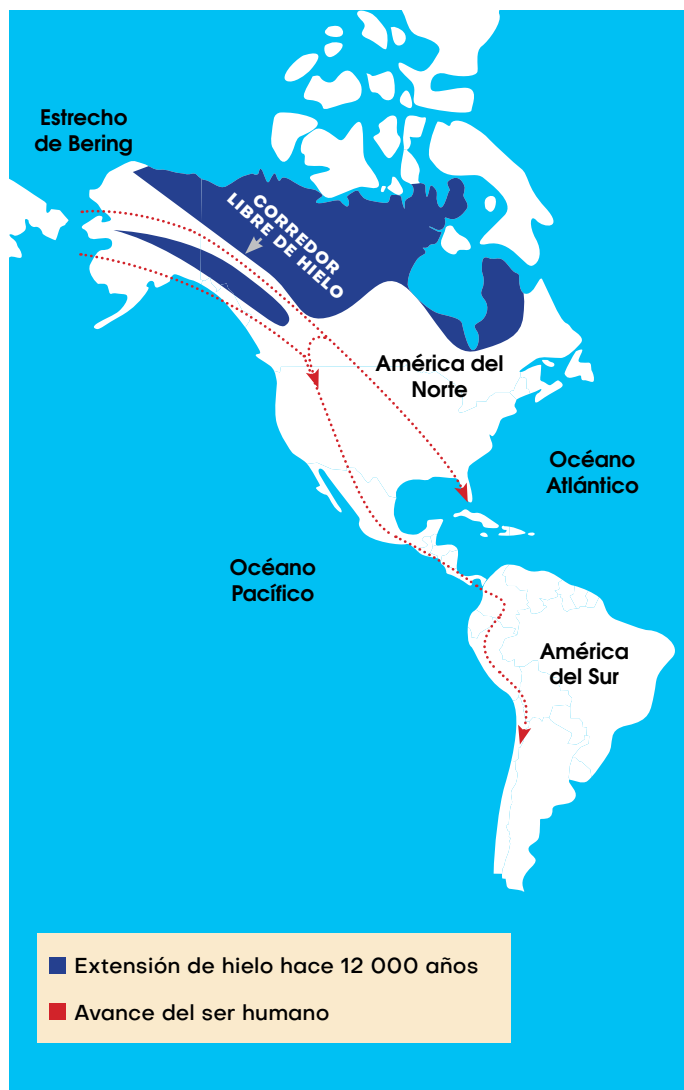 Estrecho
de Bering
CORREDOR
LIBRE DE HIELO
América del
Norte
Océano
Atlántico
Océano
Pacífico
América
del Sur
Extensión de hielo hace 12 000 años
Avance del ser humano